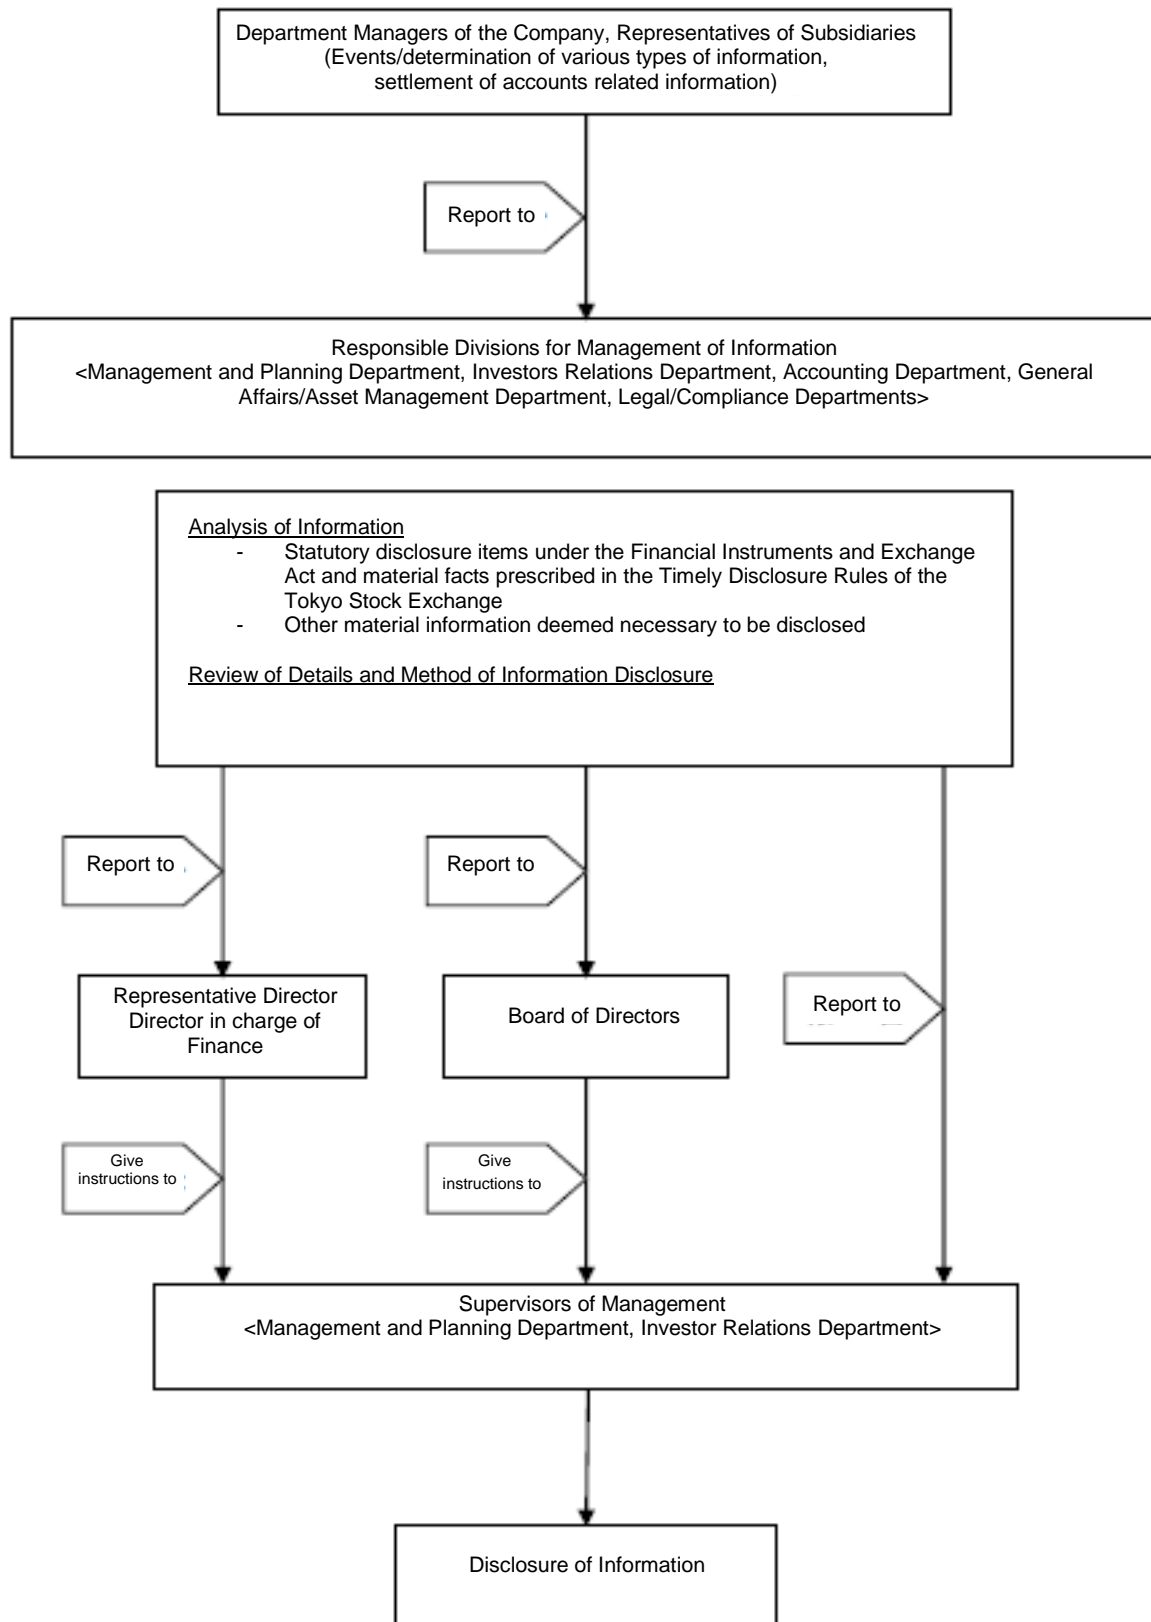 Department Managers of the Company, Representatives of Subsidiaries
(Events/determination of various types of information,
settlement of accounts related information)
Report to
Responsible Divisions for Management of Information
<Management and Planning Department, Investors Relations Department, Accounting Department, General
Affairs/Asset Management Department, Legal/Compliance Departments>
Analysis of Information
- Statutory disclosure items under the Financial Instruments and Exchange
Act and material facts prescribed in the Timely Disclosure Rules of the
Tokyo Stock Exchange
- Other material information deemed necessary to be disclosed
Review of Details and Method of Information Disclosure
Report to
Report to
Representative Director
Director in charge of
Finance
Board of Directors
Report to
Give
instructions to
Give
instructions to
Supervisors of Management
<Management and Planning Department, Investor Relations Department>
Disclosure of Information